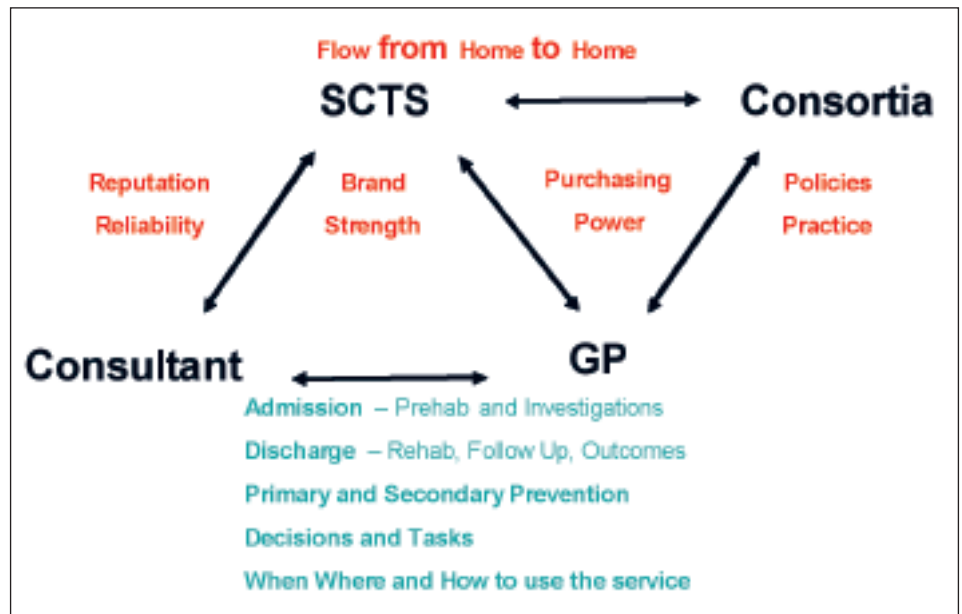 Flow from Home to Home
SCTS
Consortia
Reputation
Reliability
Brand
Strength
Purchasing
Power
Policies
Practice
Consultant
GP
Admission – Prehab and Investigations
Discharge – Rehab, Follow Up, Outcomes
Primary and Secondary Prevention
Decisions and Tasks
When Where and How to use the service